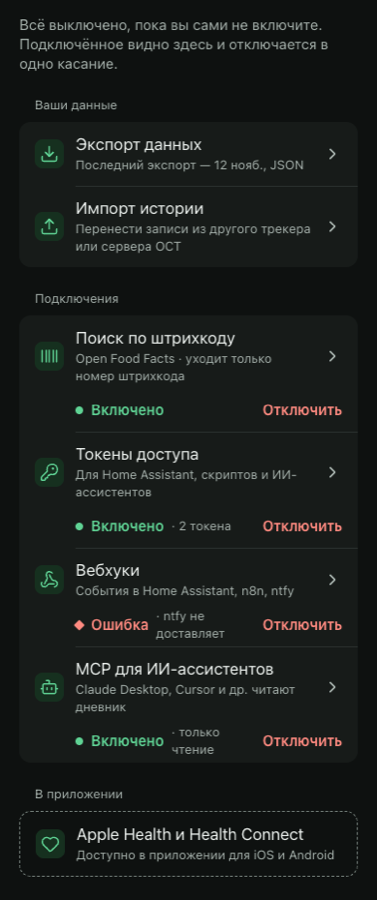 Всё выключено, пока вы сами не включите.
Подключённое видно здесь и отключается в
одно касание.
Ваши данные
Экспорт данных
Последний экспорт — 12 нояб., JSON
Импорт истории
Перенести записи из другого трекера
или сервера ОСТ
Подключения
Поиск по штрихкоду
Open Food Facts · уходит только
номер штрихкода
Включено
Отключить
Токены доступа
Для Home Assistant, скриптов и ИИ-
ассистентов
Включено · 2 токена
Отключить
Вебхуки
События в Home Assistant, n8n, ntfy
Ошибка · ntfy не
доставляет
Отключить
MCP для ИИ-ассистентов
Claude Desktop, Cursor и др. читают
дневник
Включено · только
чтение
Отключить
В приложении
Apple Health и Health Connect
Доступно в приложении для iOS и Android